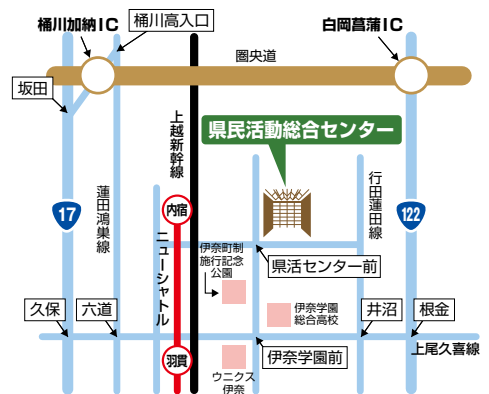 桶川加納IC
桶川高入口
白岡菖蒲IC
圏央道
坂田
上越新幹線
県民活動総合センター
蓮田鴻巣線
行田蓮田線
17
内宿
122
ニューシャトル
伊奈町制
施行記念
公園
県活センター前
久保
六道
伊奈学園
総合高校
井沼
根金
上尾久喜線
羽貫
伊奈学園前
ウニクス
伊奈